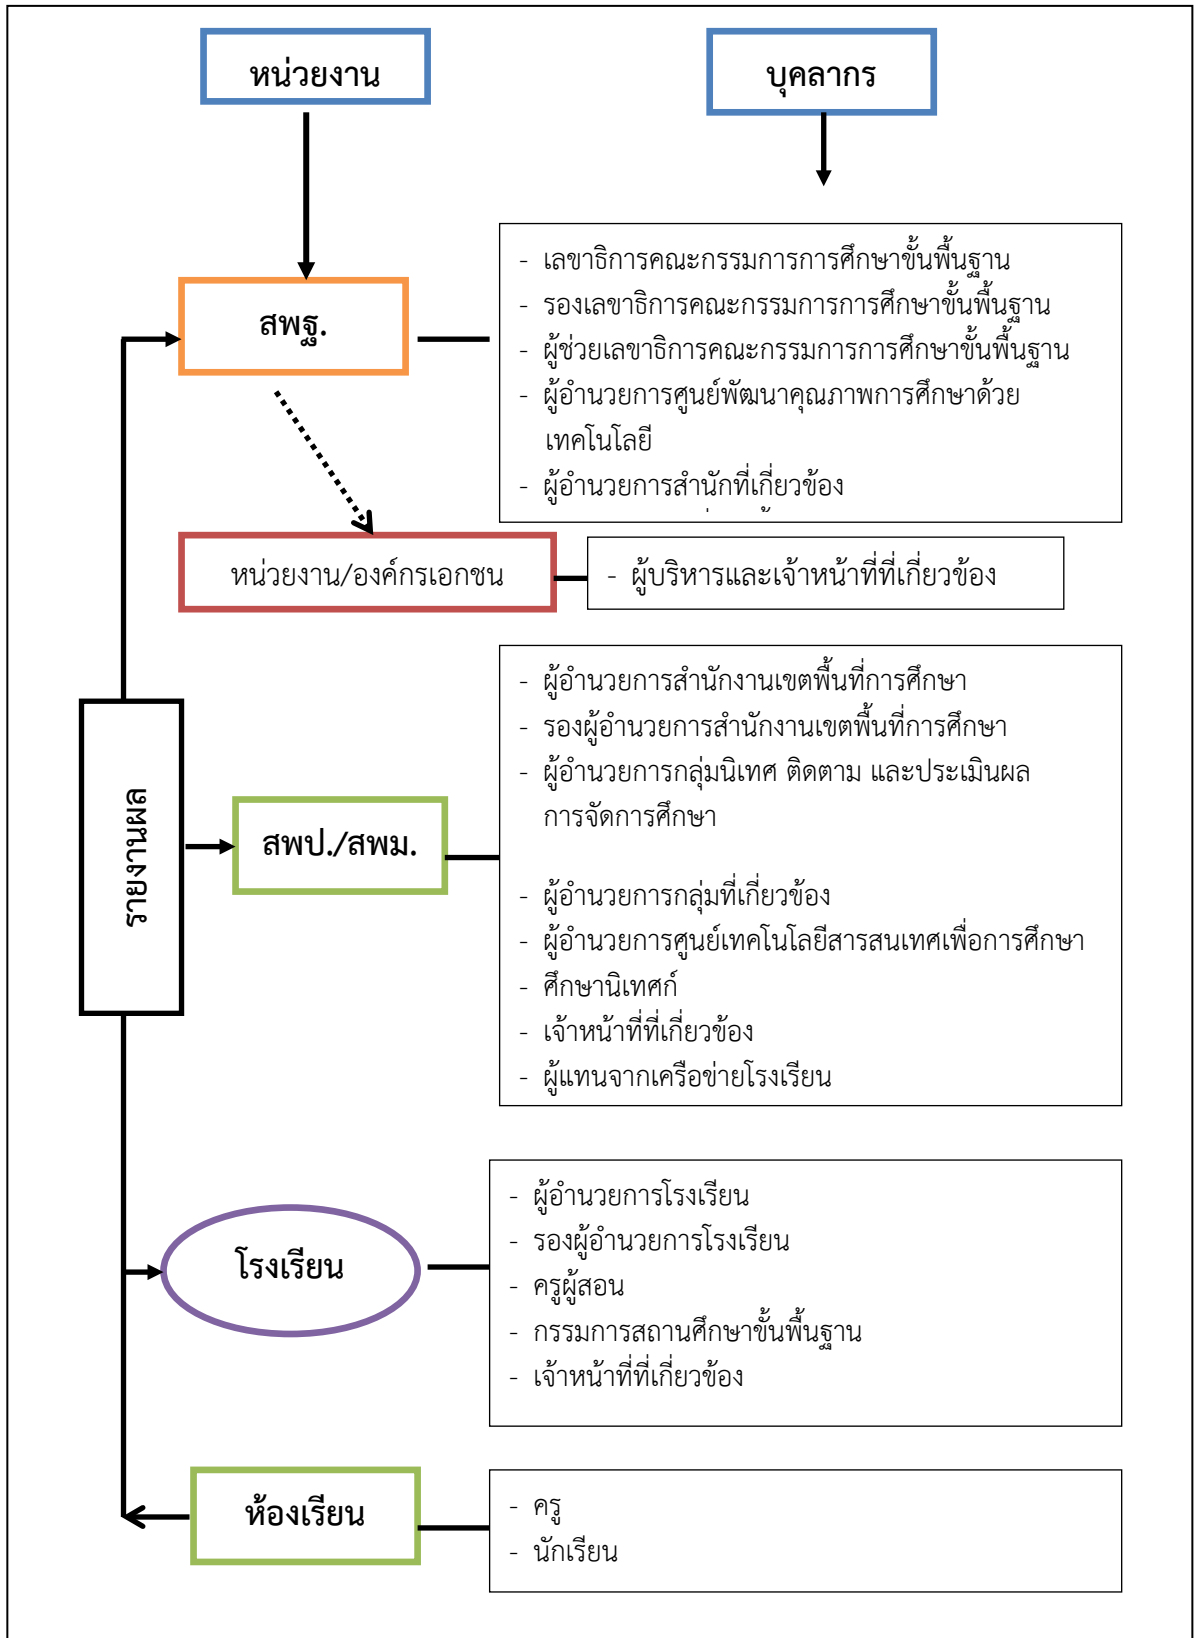 หน่วยงาน
บุคลากร
สพฐ.
- เลขาธิการคณะกรรมการการศึกษาขั้นพื้นฐาน
- รองเลขาธิการคณะกรรมการการศึกษาขั้นพื้นฐาน
- ผู้ช่วยเลขาธิการคณะกรรมการการศึกษาขั้นพื้นฐาน
- ผู้อำนวยการศูนย์พัฒนาคุณภาพการศึกษาด้วย
เทคโนโลยี
- ผู้อำนวยการสำนักที่เกี่ยวข้อง
หน่วยงาน/องค์กรเอกชน
- ผู้บริหารและเจ้าหน้าที่ที่เกี่ยวข้อง
รายงานผล
สพป./สพม.
- ผู้อำนวยการสำนักงานเขตพื้นที่การศึกษา
- รองผู้อำนวยการสำนักงานเขตพื้นที่การศึกษา
- ผู้อำนวยการกลุ่มนิเทศ ติดตาม และประเมินผล
การจัดการศึกษา
- ผู้อำนวยการกลุ่มที่เกี่ยวข้อง
- ผู้อำนวยการศูนย์เทคโนโลยีสารสนเทศเพื่อการศึกษา
- ศึกษานิเทศก์
- เจ้าหน้าที่ที่เกี่ยวข้อง
- ผู้แทนจากเครือข่ายโรงเรียน
โรงเรียน
- ผู้อำนวยการโรงเรียน
- รองผู้อำนวยการโรงเรียน
- ครูผู้สอน
- กรรมการสถานศึกษาขั้นพื้นฐาน
- เจ้าหน้าที่ที่เกี่ยวข้อง
ห้องเรียน
- ครู
- นักเรียน